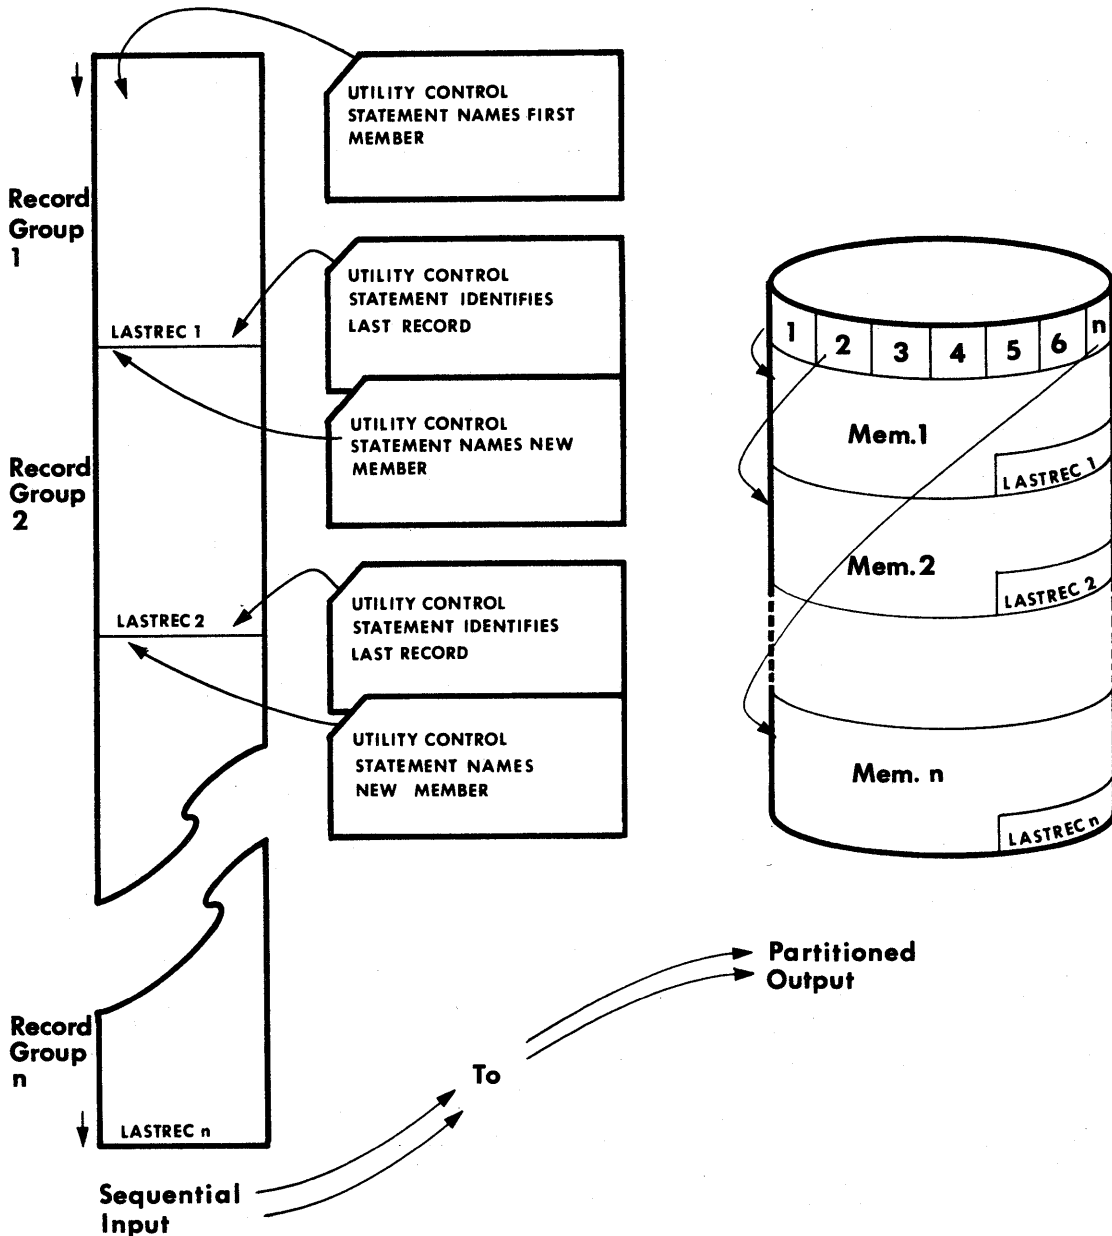 UTILITY CONTROL
STATEMENT NAMES FIRST
MEMBER
Record
Group
1
UTILITY CONTROL
STATEMENT IDENTIFIES
LAST RECORD
LASTREC 1
UTILITY CONTROL
STATEMENT NAMES NEW
MEMBER
Record
Group
2
UTILITY CONTROL
STATEMENT IDENTIFIES
LAST RECORD
LASTREC 2
UTILITY CONTROL
STATEMENT NAMES
NEW MEMBER
Record
Group
n
LASTREC n
1 2 3 4 5 6 n
Mem.1
LASTREC 1
Mem.2
LASTREC 2
Mem. n
LASTREC n
Sequential
Input
To
Partitioned
Output